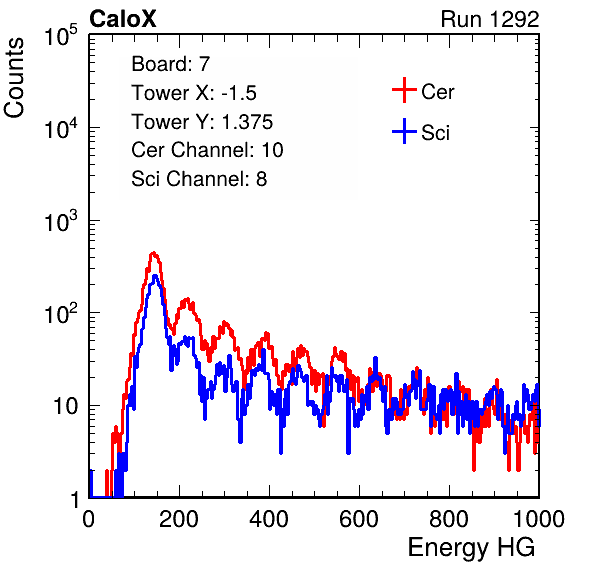 CaloX Run 1292
Counts
Board: 7
Tower X: -1.5
Tower Y: 1.375
Cer Channel: 10
Sci Channel: 8
Cer
Sci
10^5
10^4
10^3
10^2
10
1
0 200 400 600 800 1000
Energy HG